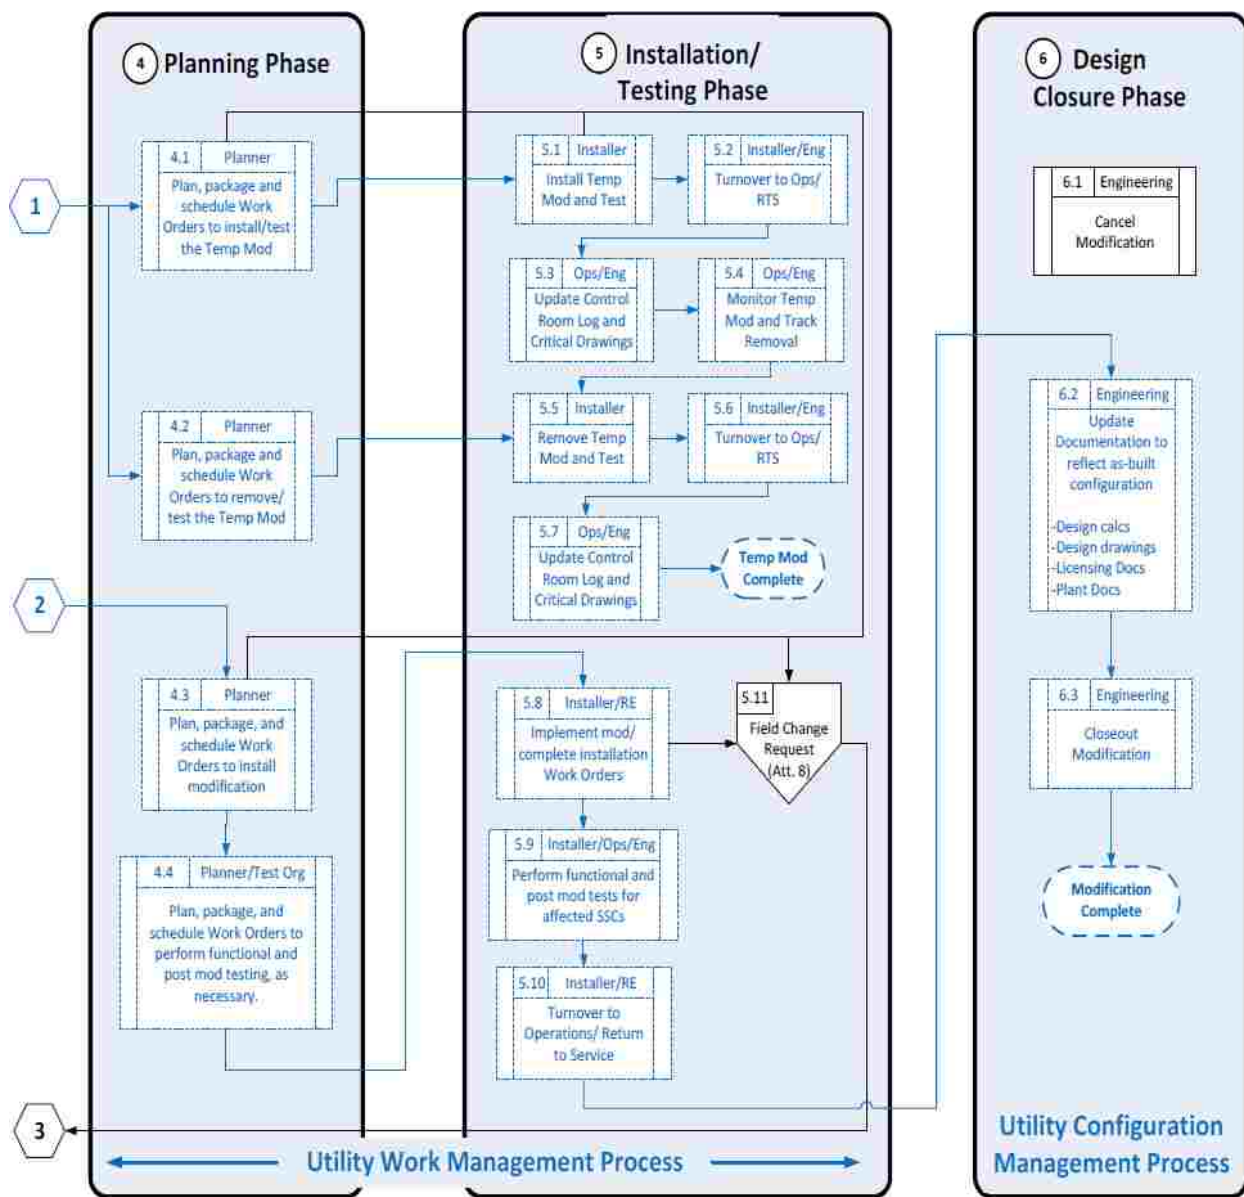 4 Planning Phase
4.1 Planner
Plan, package and
schedule Work
Orders to install/test
the Temp Mod
1
4.2 Planner
Plan, package and
schedule Work
Orders to remove/
test the Temp Mod
2
4.3 Planner
Plan, package, and
schedule Work
Orders to install
modification
4.4 Planner/Test Org
Plan, package, and
schedule Work Orders to
perform functional and
post mod testing, as
necessary.
3
5 Installation/
Testing Phase
5.1 Installer
Install Temp
Mod and Test
5.2 Installer/Eng
Turnover to Ops/
RTS
5.3 Ops/Eng
Update Control
Room Log and
Critical Drawings
5.4 Ops/Eng
Monitor Temp
Mod and Track
Removal
5.5 Installer
Remove Temp
Mod and Test
5.6 Installer/Eng
Turnover to Ops/
RTS
5.7 Ops/Eng
Update Control
Room Log and
Critical Drawings
Temp Mod
Complete
5.8 Installer/RE
Implement mod/
complete installation
Work Orders
5.11
Field Change
Request
(Att. 8)
5.9 Installer/Ops/Eng
Perform functional and
post mod tests for
affected SSCs
5.10 Installer/RE
Turnover to
Operations/ Return
to Service
Utility Work Management Process
6 Design
Closure Phase
6.1 Engineering
Cancel
Modification
6.2 Engineering
Update
Documentation to
reflect as-built
configuration
-Design calcs
-Design drawings
-Licensing Docs
-Plant Docs
6.3 Engineering
Closeout
Modification
Modification
Complete
Utility Configuration
Management Process